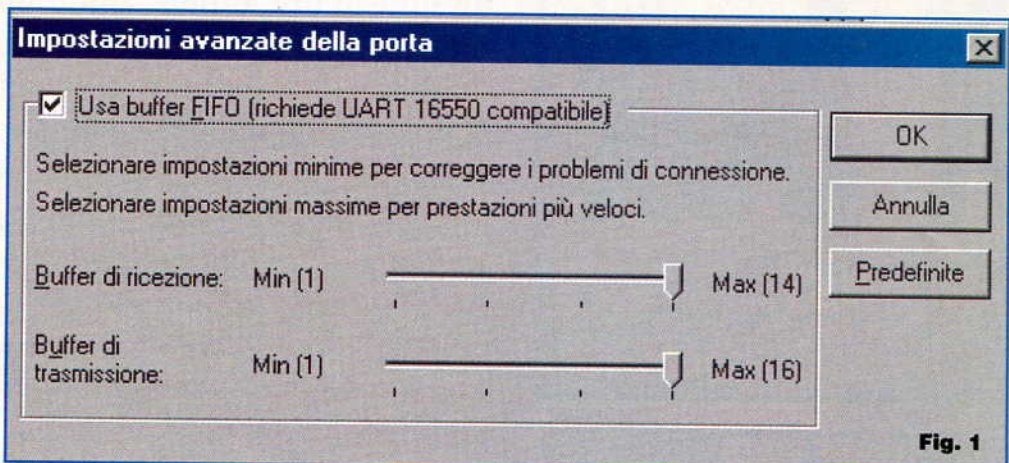 Impostazioni avanzate della porta
Usa buffer FIFO (richiede UART 16550 compatibile)
Selezionare impostazioni minime per correggere i problemi di connessione.
Selezionare impostazioni massime per prestazioni più veloci.
Buffer di ricezione: Min (1) Max (14)
Buffer di trasmissione: Min (1) Max (16)
OK
Annulla
Predefinite
Fig. 1